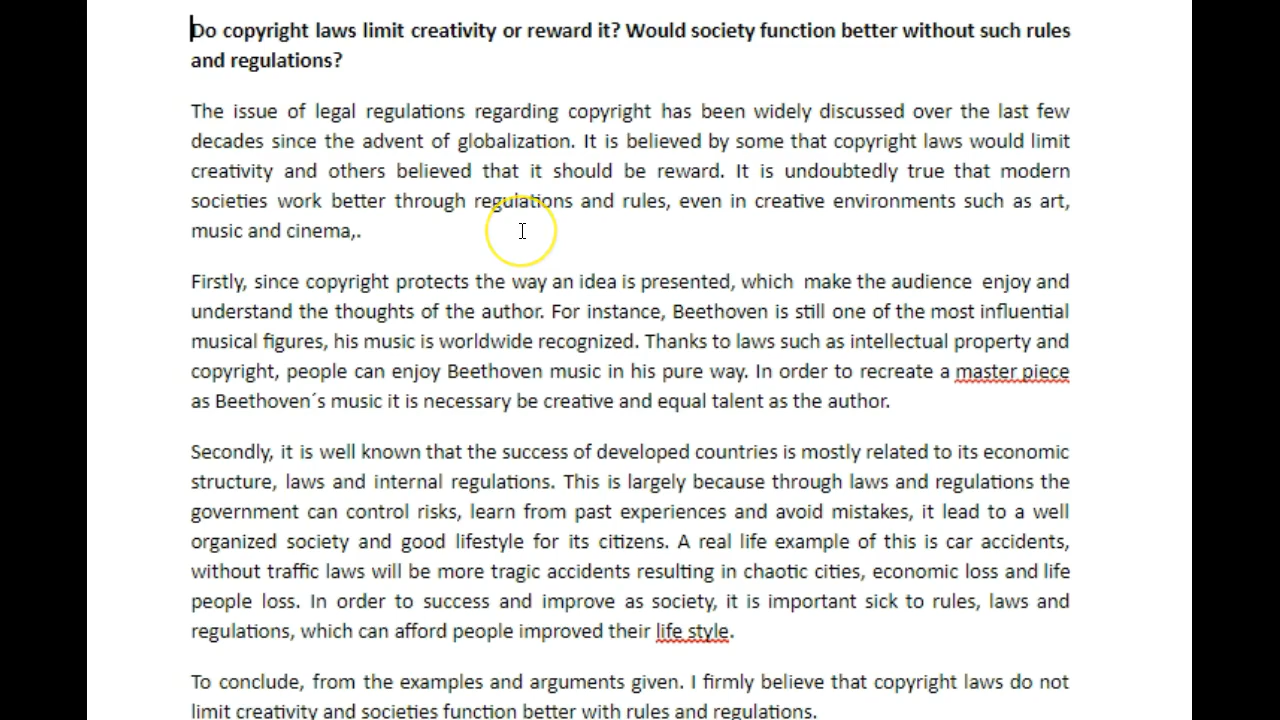 Do copyright laws limit creativity or reward it? Would society function better without such rules
and regulations?
The issue of legal regulations regarding copyright has been widely discussed over the last few
decades since the advent of globalization. It is believed by some that copyright laws would limit
creativity and others believed that it should be reward. It is undoubtedly true that modern
societies work better through regulations and rules, even in creative environments such as art,
music and cinema,.
Firstly, since copyright protects the way an idea is presented, which make the audience enjoy and
understand the thoughts of the author. For instance, Beethoven is still one of the most influential
musical figures, his music is worldwide recognized. Thanks to laws such as intellectual property and
copyright, people can enjoy Beethoven music in his pure way. In order to recreate a master piece
as Beethoven´s music it is necessary be creative and equal talent as the author.
Secondly, it is well known that the success of developed countries is mostly related to its economic
structure, laws and internal regulations. This is largely because through laws and regulations the
government can control risks, learn from past experiences and avoid mistakes, it lead to a well
organized society and good lifestyle for its citizens. A real life example of this is car accidents,
without traffic laws will be more tragic accidents resulting in chaotic cities, economic loss and life
people loss. In order to success and improve as society, it is important sick to rules, laws and
regulations, which can afford people improved their life style.
To conclude, from the examples and arguments given. I firmly believe that copyright laws do not
limit creativity and societies function better with rules and regulations.